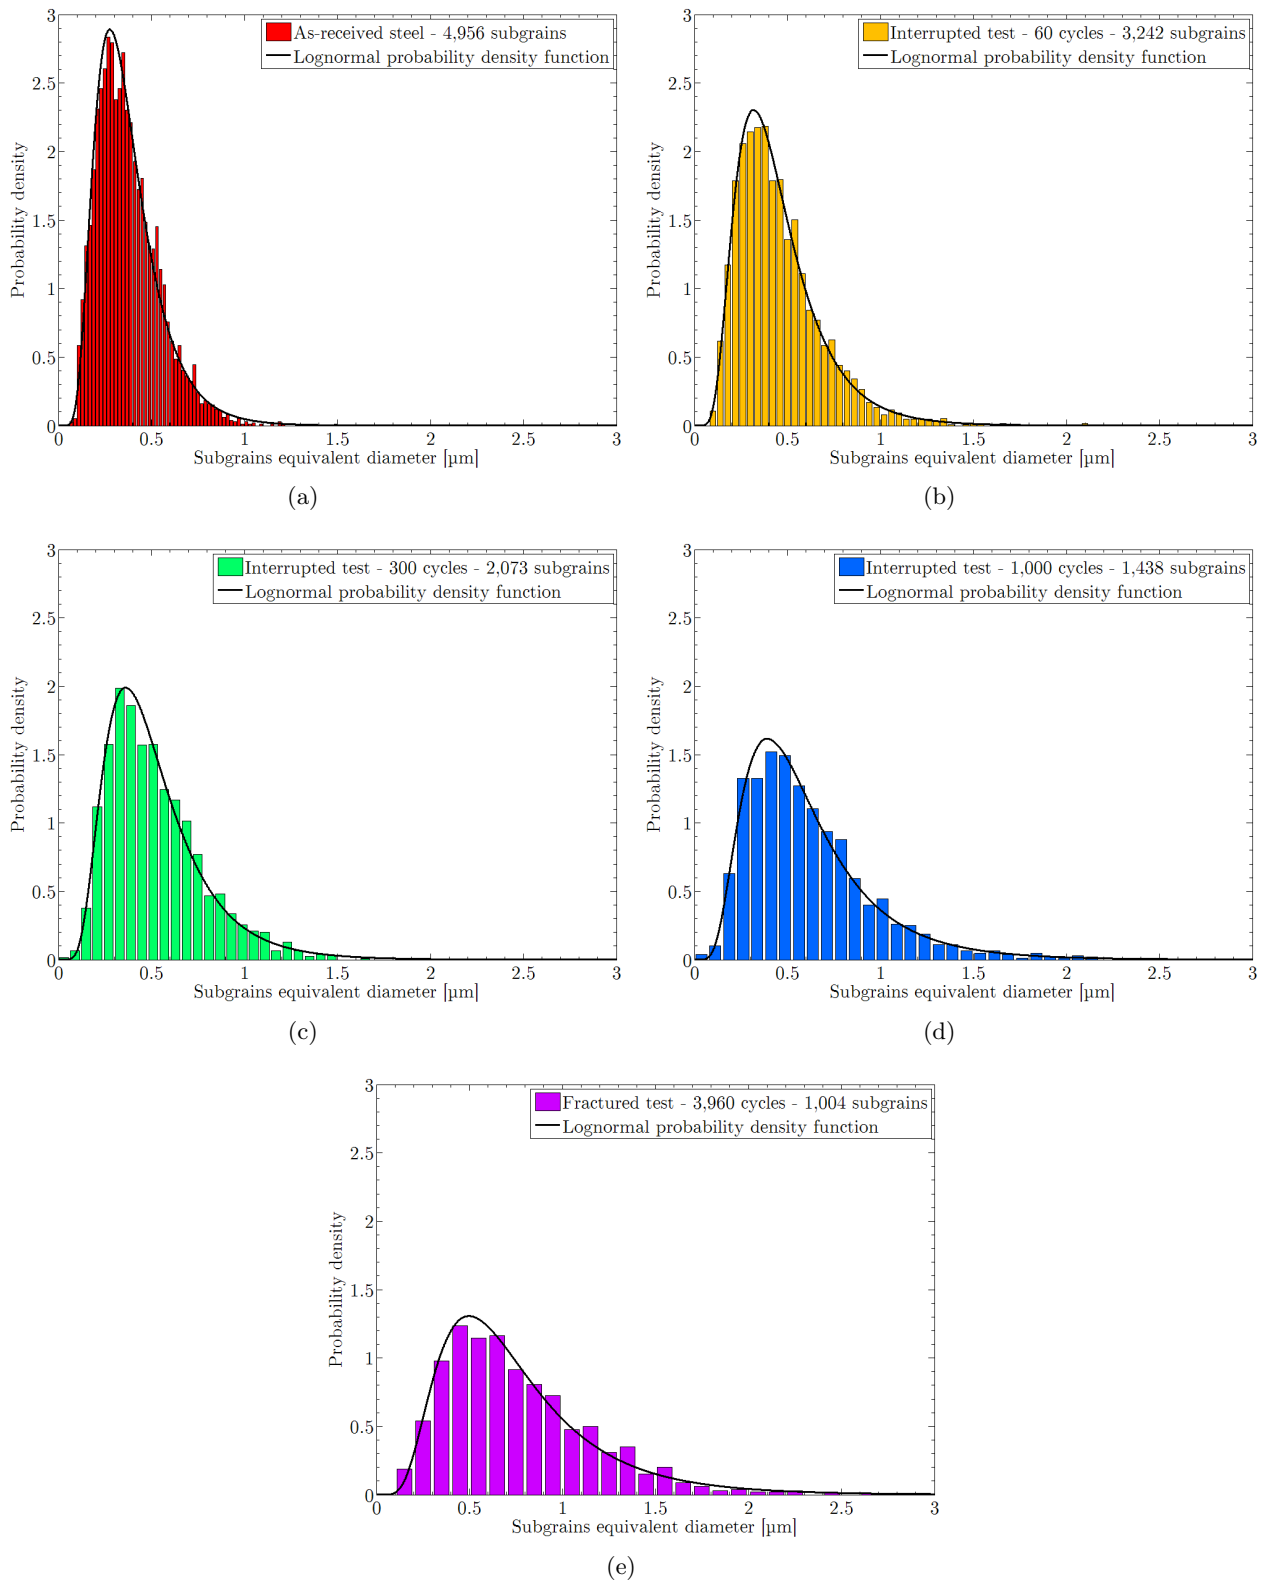 3
2.5
2
1.5
1
0.5
0
Probability density
As-received steel - 4,956 subgrains
Lognormal probability density function
0 0.5 1 1.5 2 2.5 3
Subgrains equivalent diameter [µm]
(a)
3
2.5
2
1.5
1
0.5
0
Probability density
Interrupted test - 60 cycles - 3,242 subgrains
Lognormal probability density function
0 0.5 1 1.5 2 2.5 3
Subgrains equivalent diameter [µm]
(b)
3
2.5
2
1.5
1
0.5
0
Probability density
Interrupted test - 300 cycles - 2,073 subgrains
Lognormal probability density function
0 0.5 1 1.5 2 2.5 3
Subgrains equivalent diameter [µm]
(c)
3
2.5
2
1.5
1
0.5
0
Probability density
Interrupted test - 1,000 cycles - 1,438 subgrains
Lognormal probability density function
0 0.5 1 1.5 2 2.5 3
Subgrains equivalent diameter [µm]
(d)
3
2.5
2
1.5
1
0.5
0
Probability density
Fractured test - 3,960 cycles - 1,004 subgrains
Lognormal probability density function
0 0.5 1 1.5 2 2.5 3
Subgrains equivalent diameter [µm]
(e)